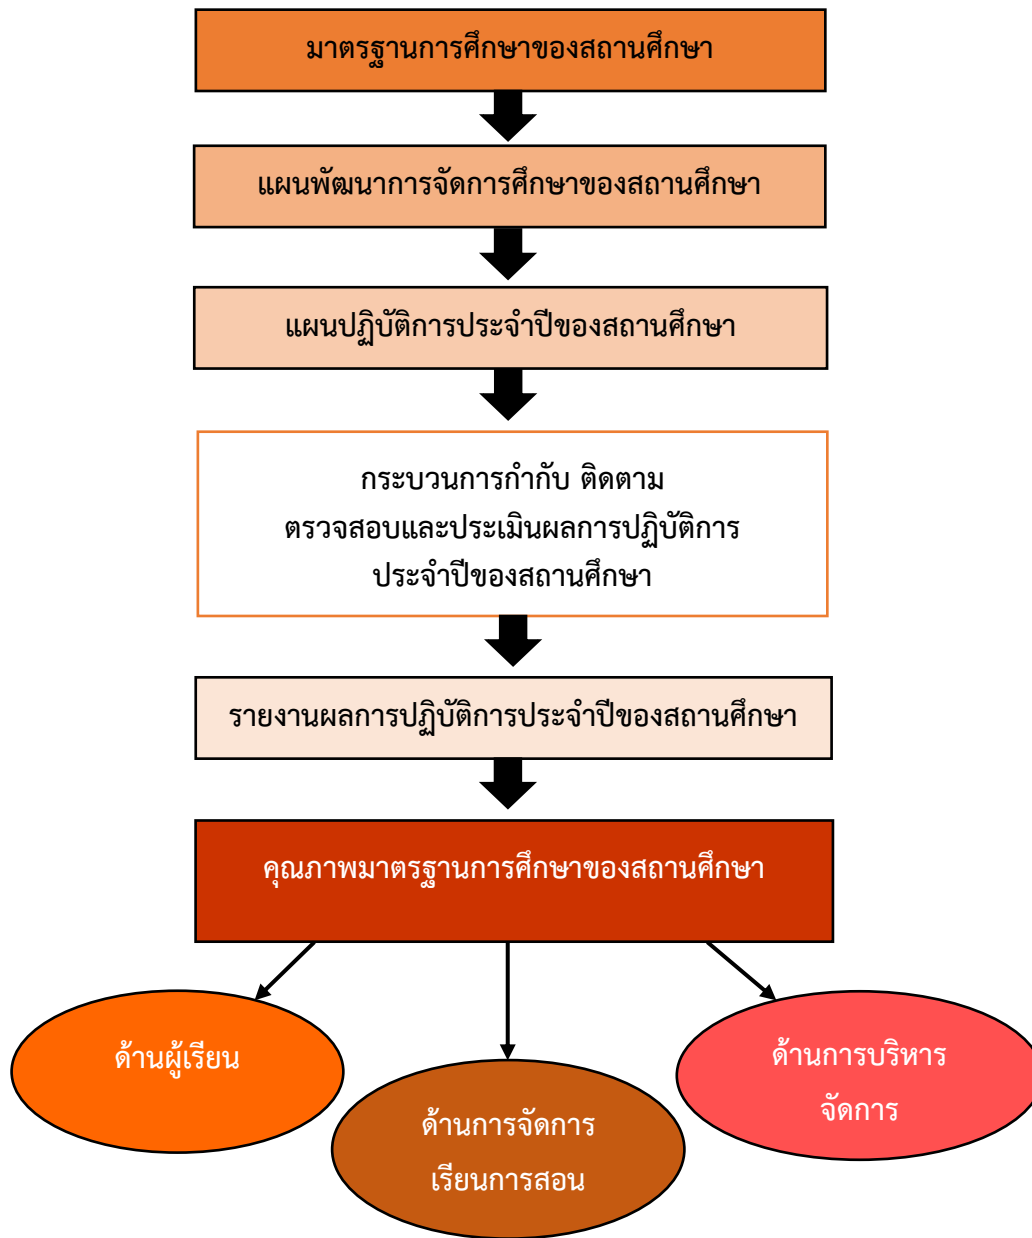 มาตรฐานการศึกษาของสถานศึกษา
แผนพัฒนาการจัดการศึกษาของสถานศึกษา
แผนปฏิบัติการประจำปีของสถานศึกษา
กระบวนการกำกับ ติดตาม
ตรวจสอบและประเมินผลการปฏิบัติการ
ประจำปีของสถานศึกษา
รายงานผลการปฏิบัติการประจำปีของสถานศึกษา
คุณภาพมาตรฐานการศึกษาของสถานศึกษา
ด้านผู้เรียน
ด้านการจัดการ
เรียนการสอน
ด้านการบริหาร
จัดการ